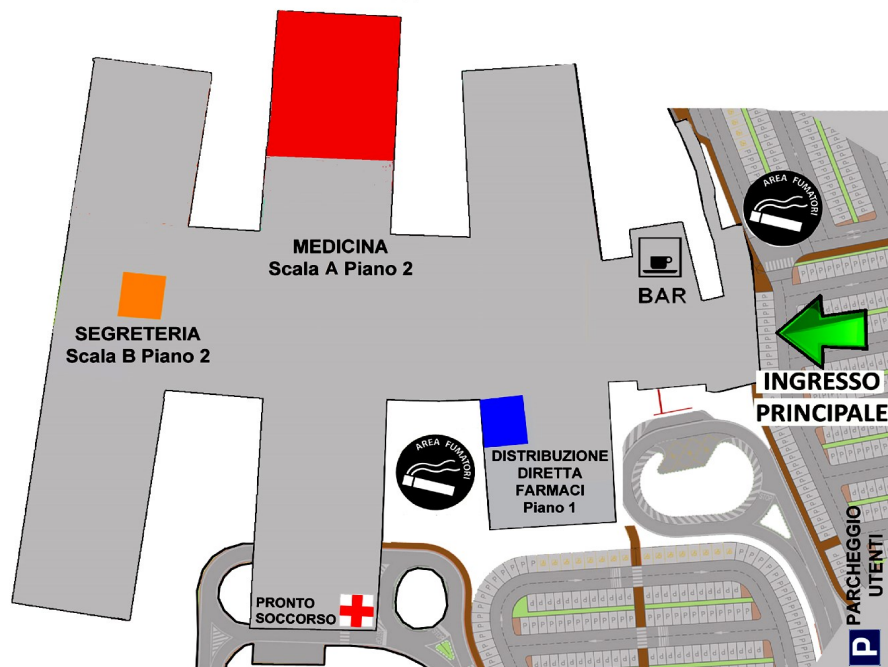 AREA FUMATORI
MEDICINA
Scala A Piano 2
BAR
SEGRETERIA
Scala B Piano 2
INGRESSO
PRINCIPALE
AREA FUMATORI
DISTRIBUZIONE
DIRETTA
FARMACI
Piano 1
PRONTO
SOCCORSO
P PARCHEGGIO
UTENTI